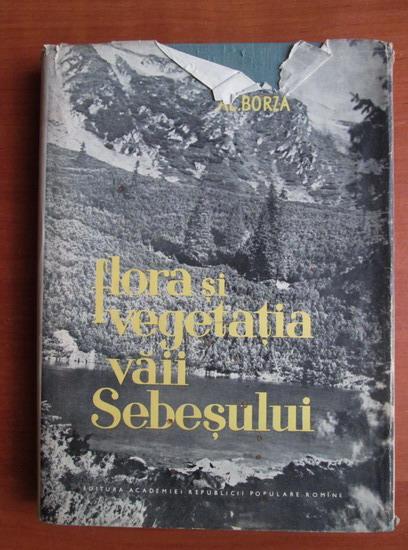 AL. BORZA
flora și
vegetația
văii
Sebeșului
EDITURA ACADEMIEI REPUBLICII POPULARE ROMÎNE